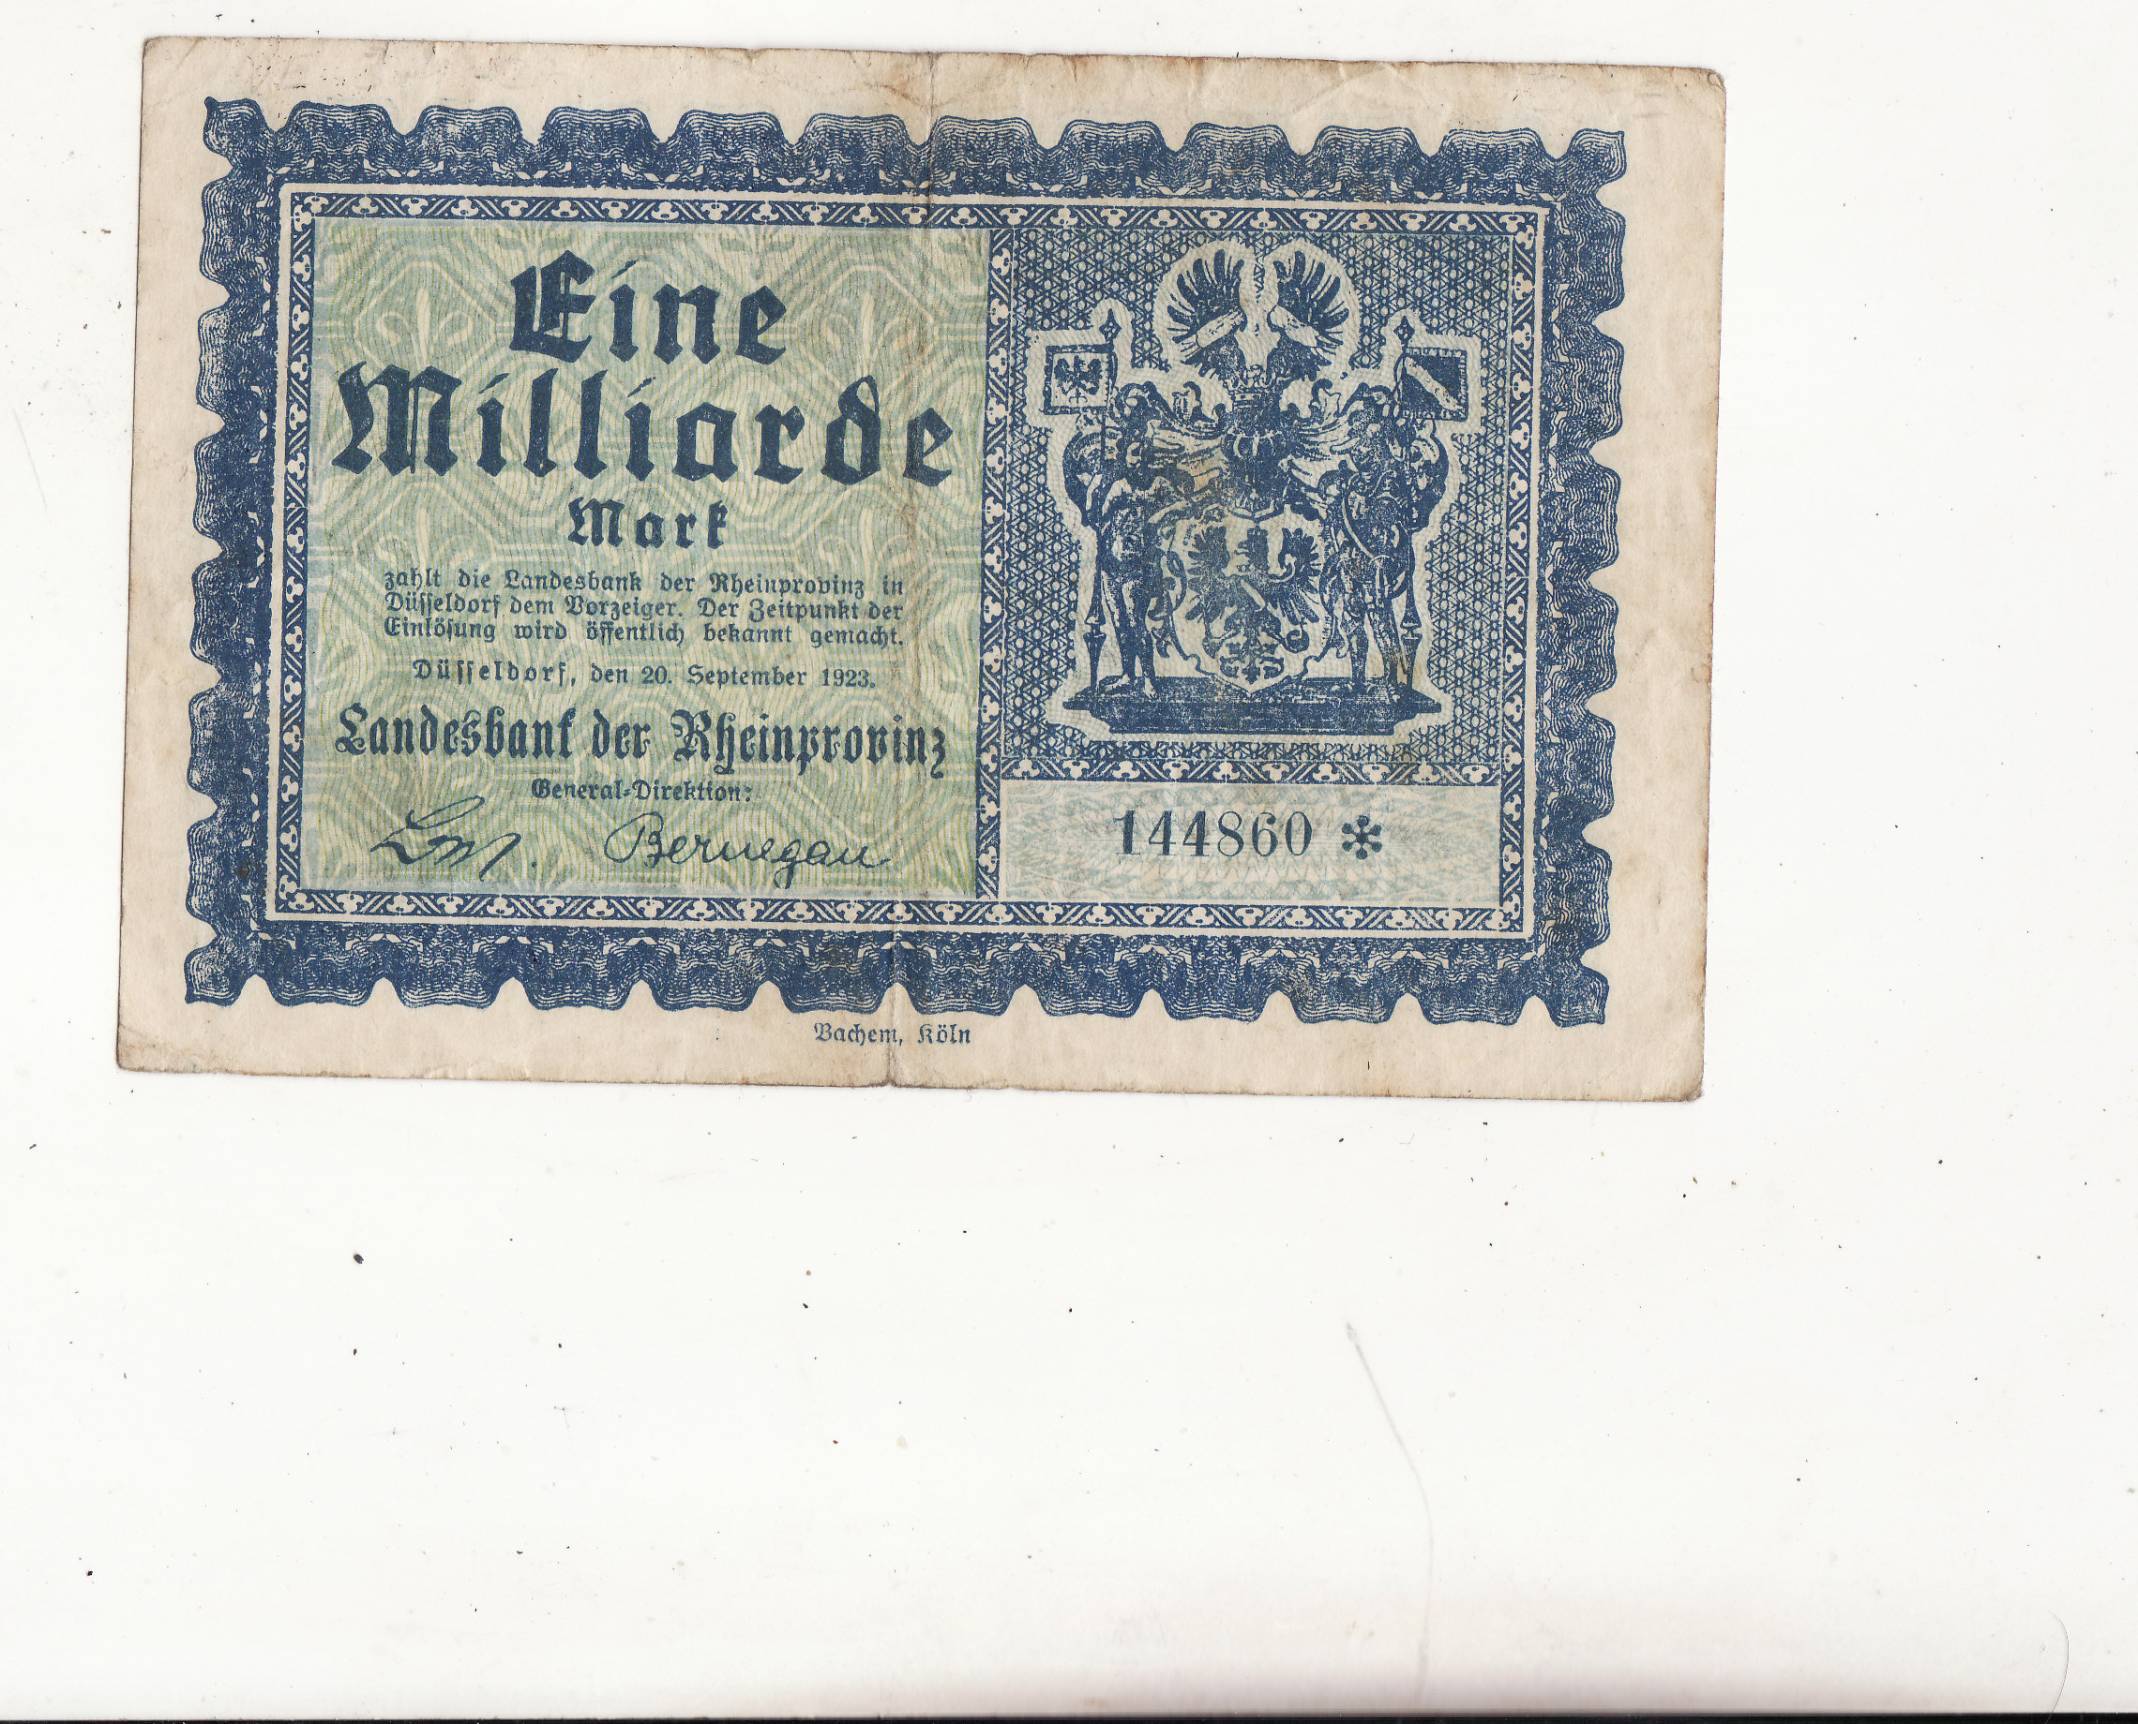 Eine
Milliarde
Mark
zahlt die Landesbank der Rheinprovinz in
Düsseldorf dem Vorzeiger. Der Zeitpunkt der
Einlösung wird öffentlich bekannt gemacht.
Düsseldorf, den 20. September 1923.
Landesbank der Rheinprovinz
General-Direktion:
Bernegau
144860 *
Bachem, Köln